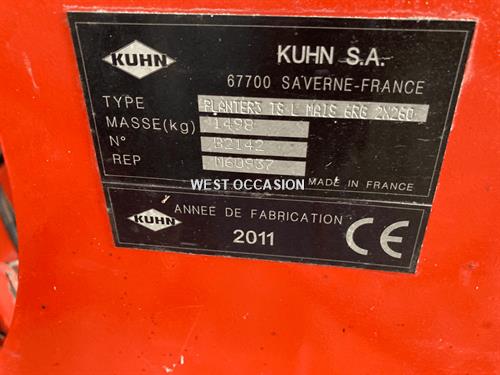 KUHN
KUHN S.A.
67700 SAVERNE-FRANCE
TYPE PLANTER3 TS L MAIS 6RG 2X260
MASSE(kg) 1498
N° B2142
REP M60937
WEST OCCASION
MADE IN FRANCE
KUHN
ANNEE DE FABRICATION
2011
CE